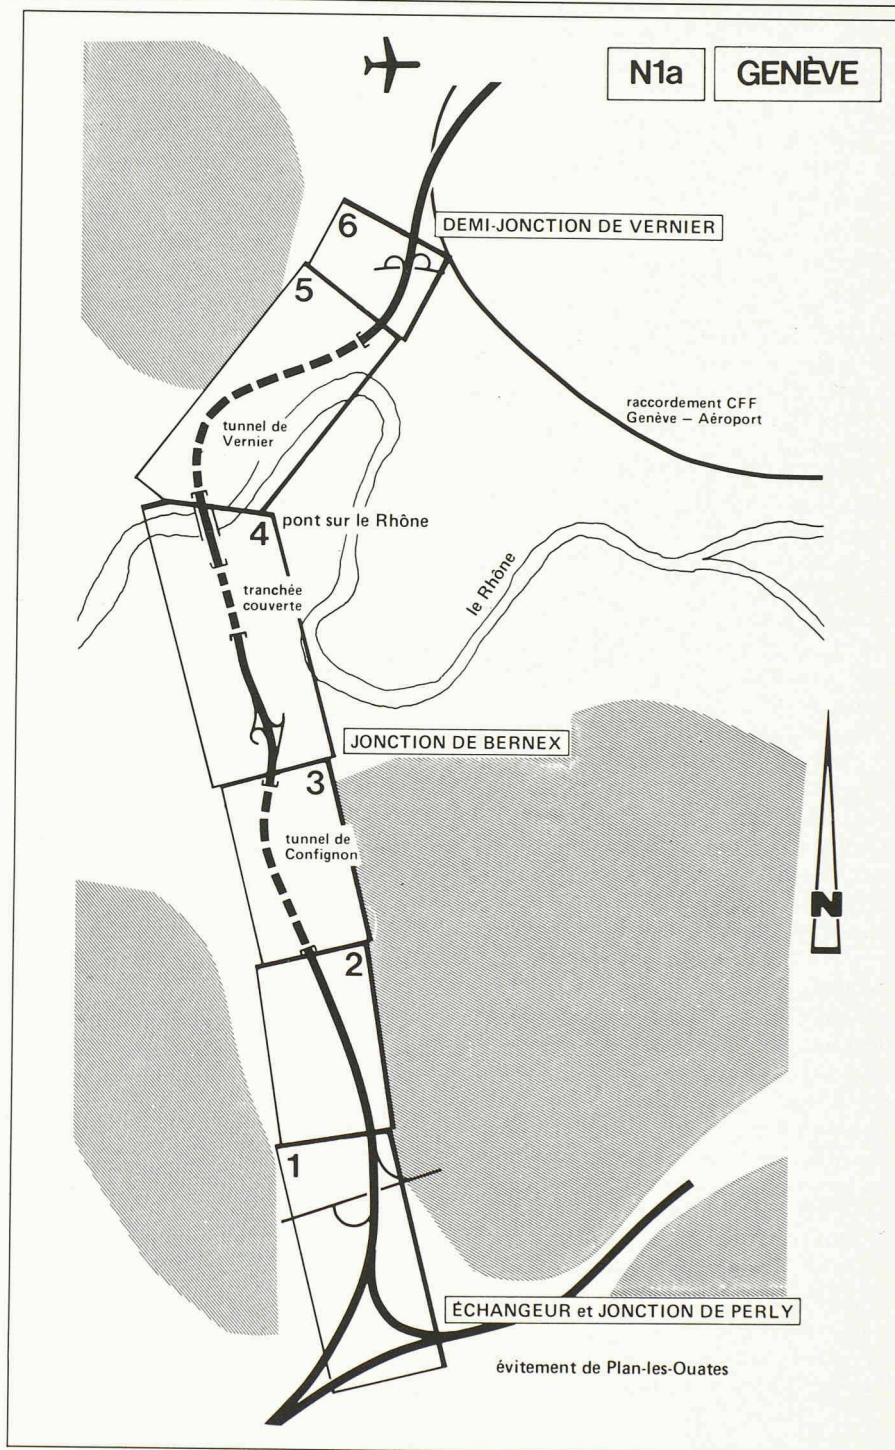 N1a GENÈVE
6
DEMI-JONCTION DE VERNIER
5
raccordement CFF
Genève – Aéroport
tunnel de
Vernier
4
pont sur le Rhône
le Rhône
tranchée
couverte
JONCTION DE BERNEX
3
tunnel de
Confignon
N
2
1
ÉCHANGEUR et JONCTION DE PERLY
évitement de Plan-les-Ouates